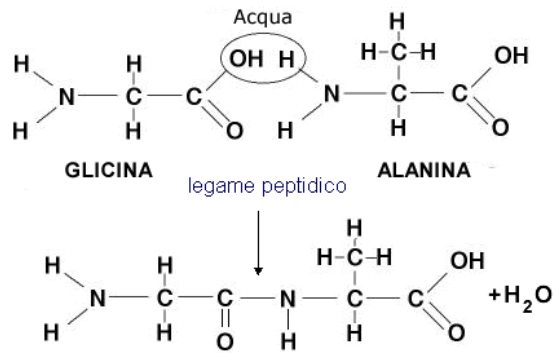 Acqua
H H OH H H-C-H OH
H N C C N C C
H H O H H O
GLICINA ALANINA
legame peptidico
H
H H H-C-H OH
N C C N C C +H₂O
H H O H H O